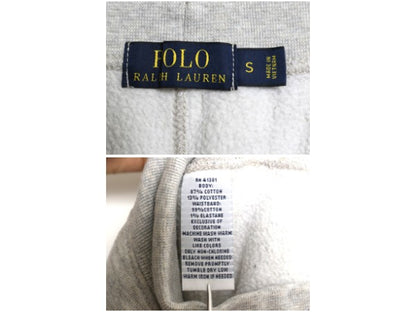 POLO
RALPH LAUREN
S
MADE IN
VIETNAM
RN 41381
BODY:
87% COTTON
13% POLYESTER
WAISTBAND:
99%COTTON
1% ELASTANE
EXCLUSIVE OF
DECORATION
MACHINE WASH WARM
WASH WITH
LIKE COLORS
ONLY NON-CHLORINE
BLEACH WHEN NEEDED
REMOVE PROMPTLY
TUMBLE DRY LOW
WARM IRON IF NEEDED